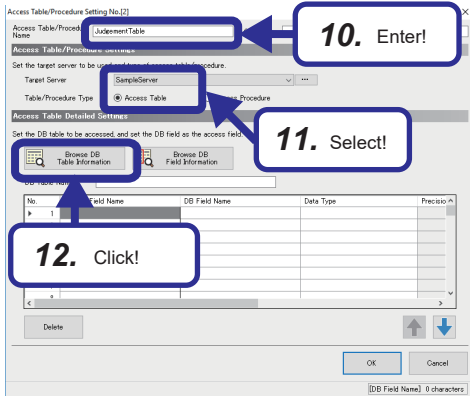 Access Table/Procedure Setting No.[2]
Access Table/Procedure
Name
JudgementTable
10. Enter!
Access Table/Procedure Settings
Set the target server to be used and type of access table/procedure.
Target Server
SampleServer
...
Table/Procedure Type
Access Table
Access Procedure
11. Select!
Access Table Detailed Settings
Set the DB table to be accessed, and set the DB field as the access field.
Browse DB
Table Information
Browse DB
Field Information
DB Table Name
No.
Field Name
DB Field Name
Data Type
Precisio
1
12. Click!
Delete
OK
Cancel
[DB Field Name] 0 characters